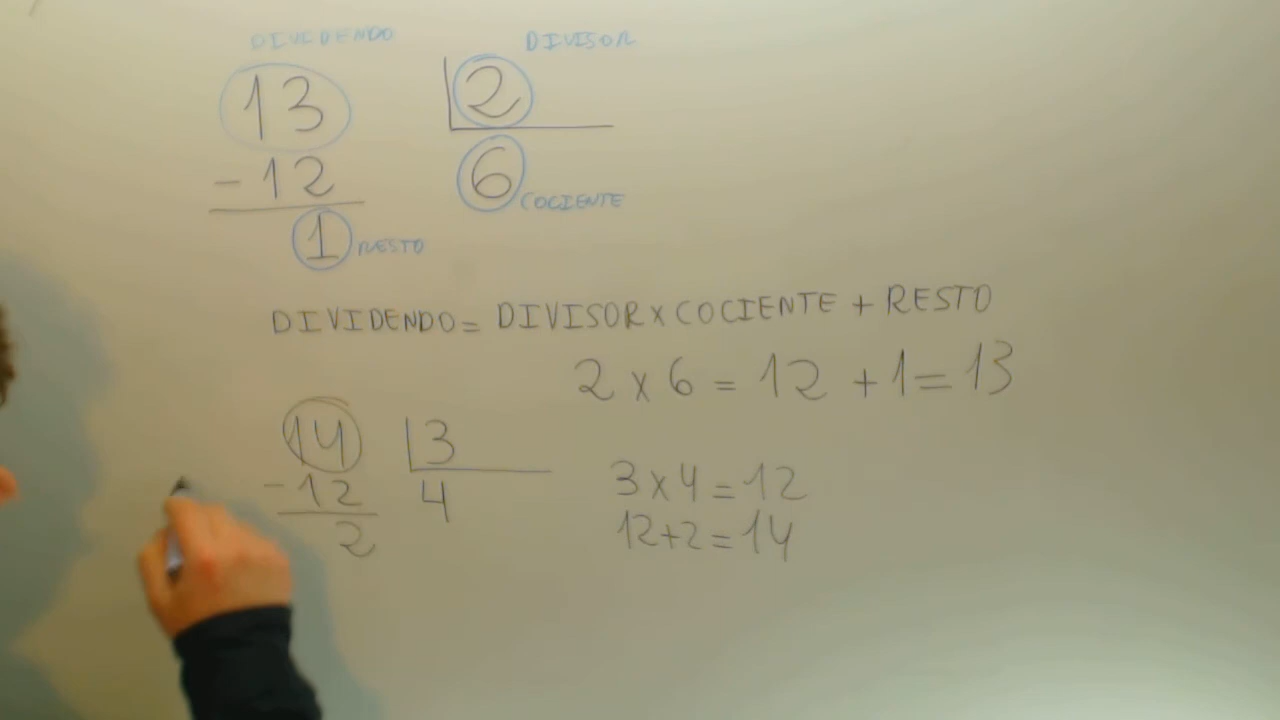 DIVIDENDO DIVISOR
13 2
-12 6 COCIENTE
1 RESTO
DIVIDENDO= DIVISOR x COCIENTE + RESTO
2 x 6 = 12 + 1 = 13
14 3
-12 4
2
3 x 4 = 12
12+2=14